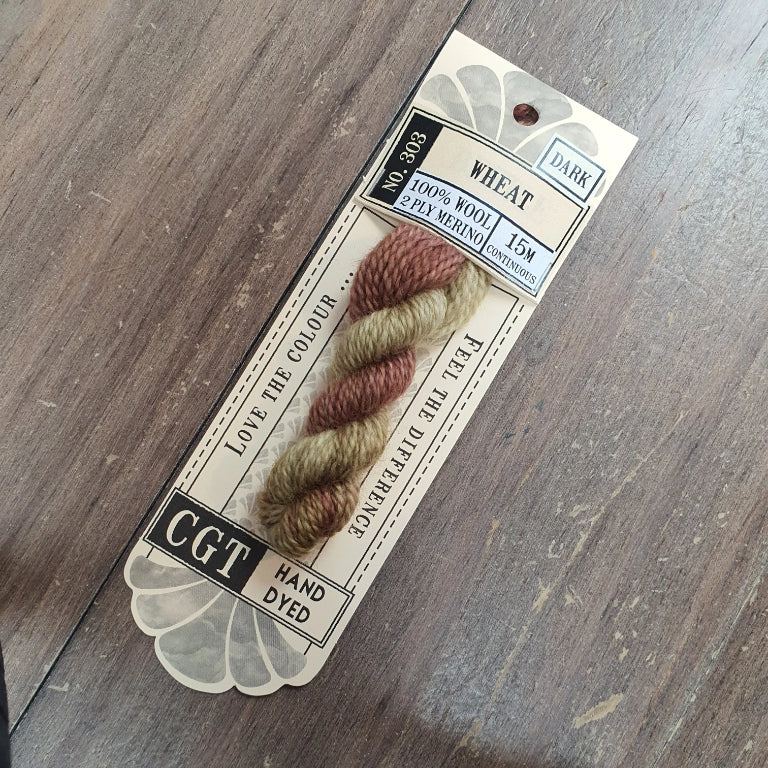 NO. 303
WHEAT
DARK
100% WOOL
2 PLY MERINO
15M
CONTINUOUS
LOVE THE COLOUR ...
FEEL THE DIFFERENCE
CGT
HAND
DYED